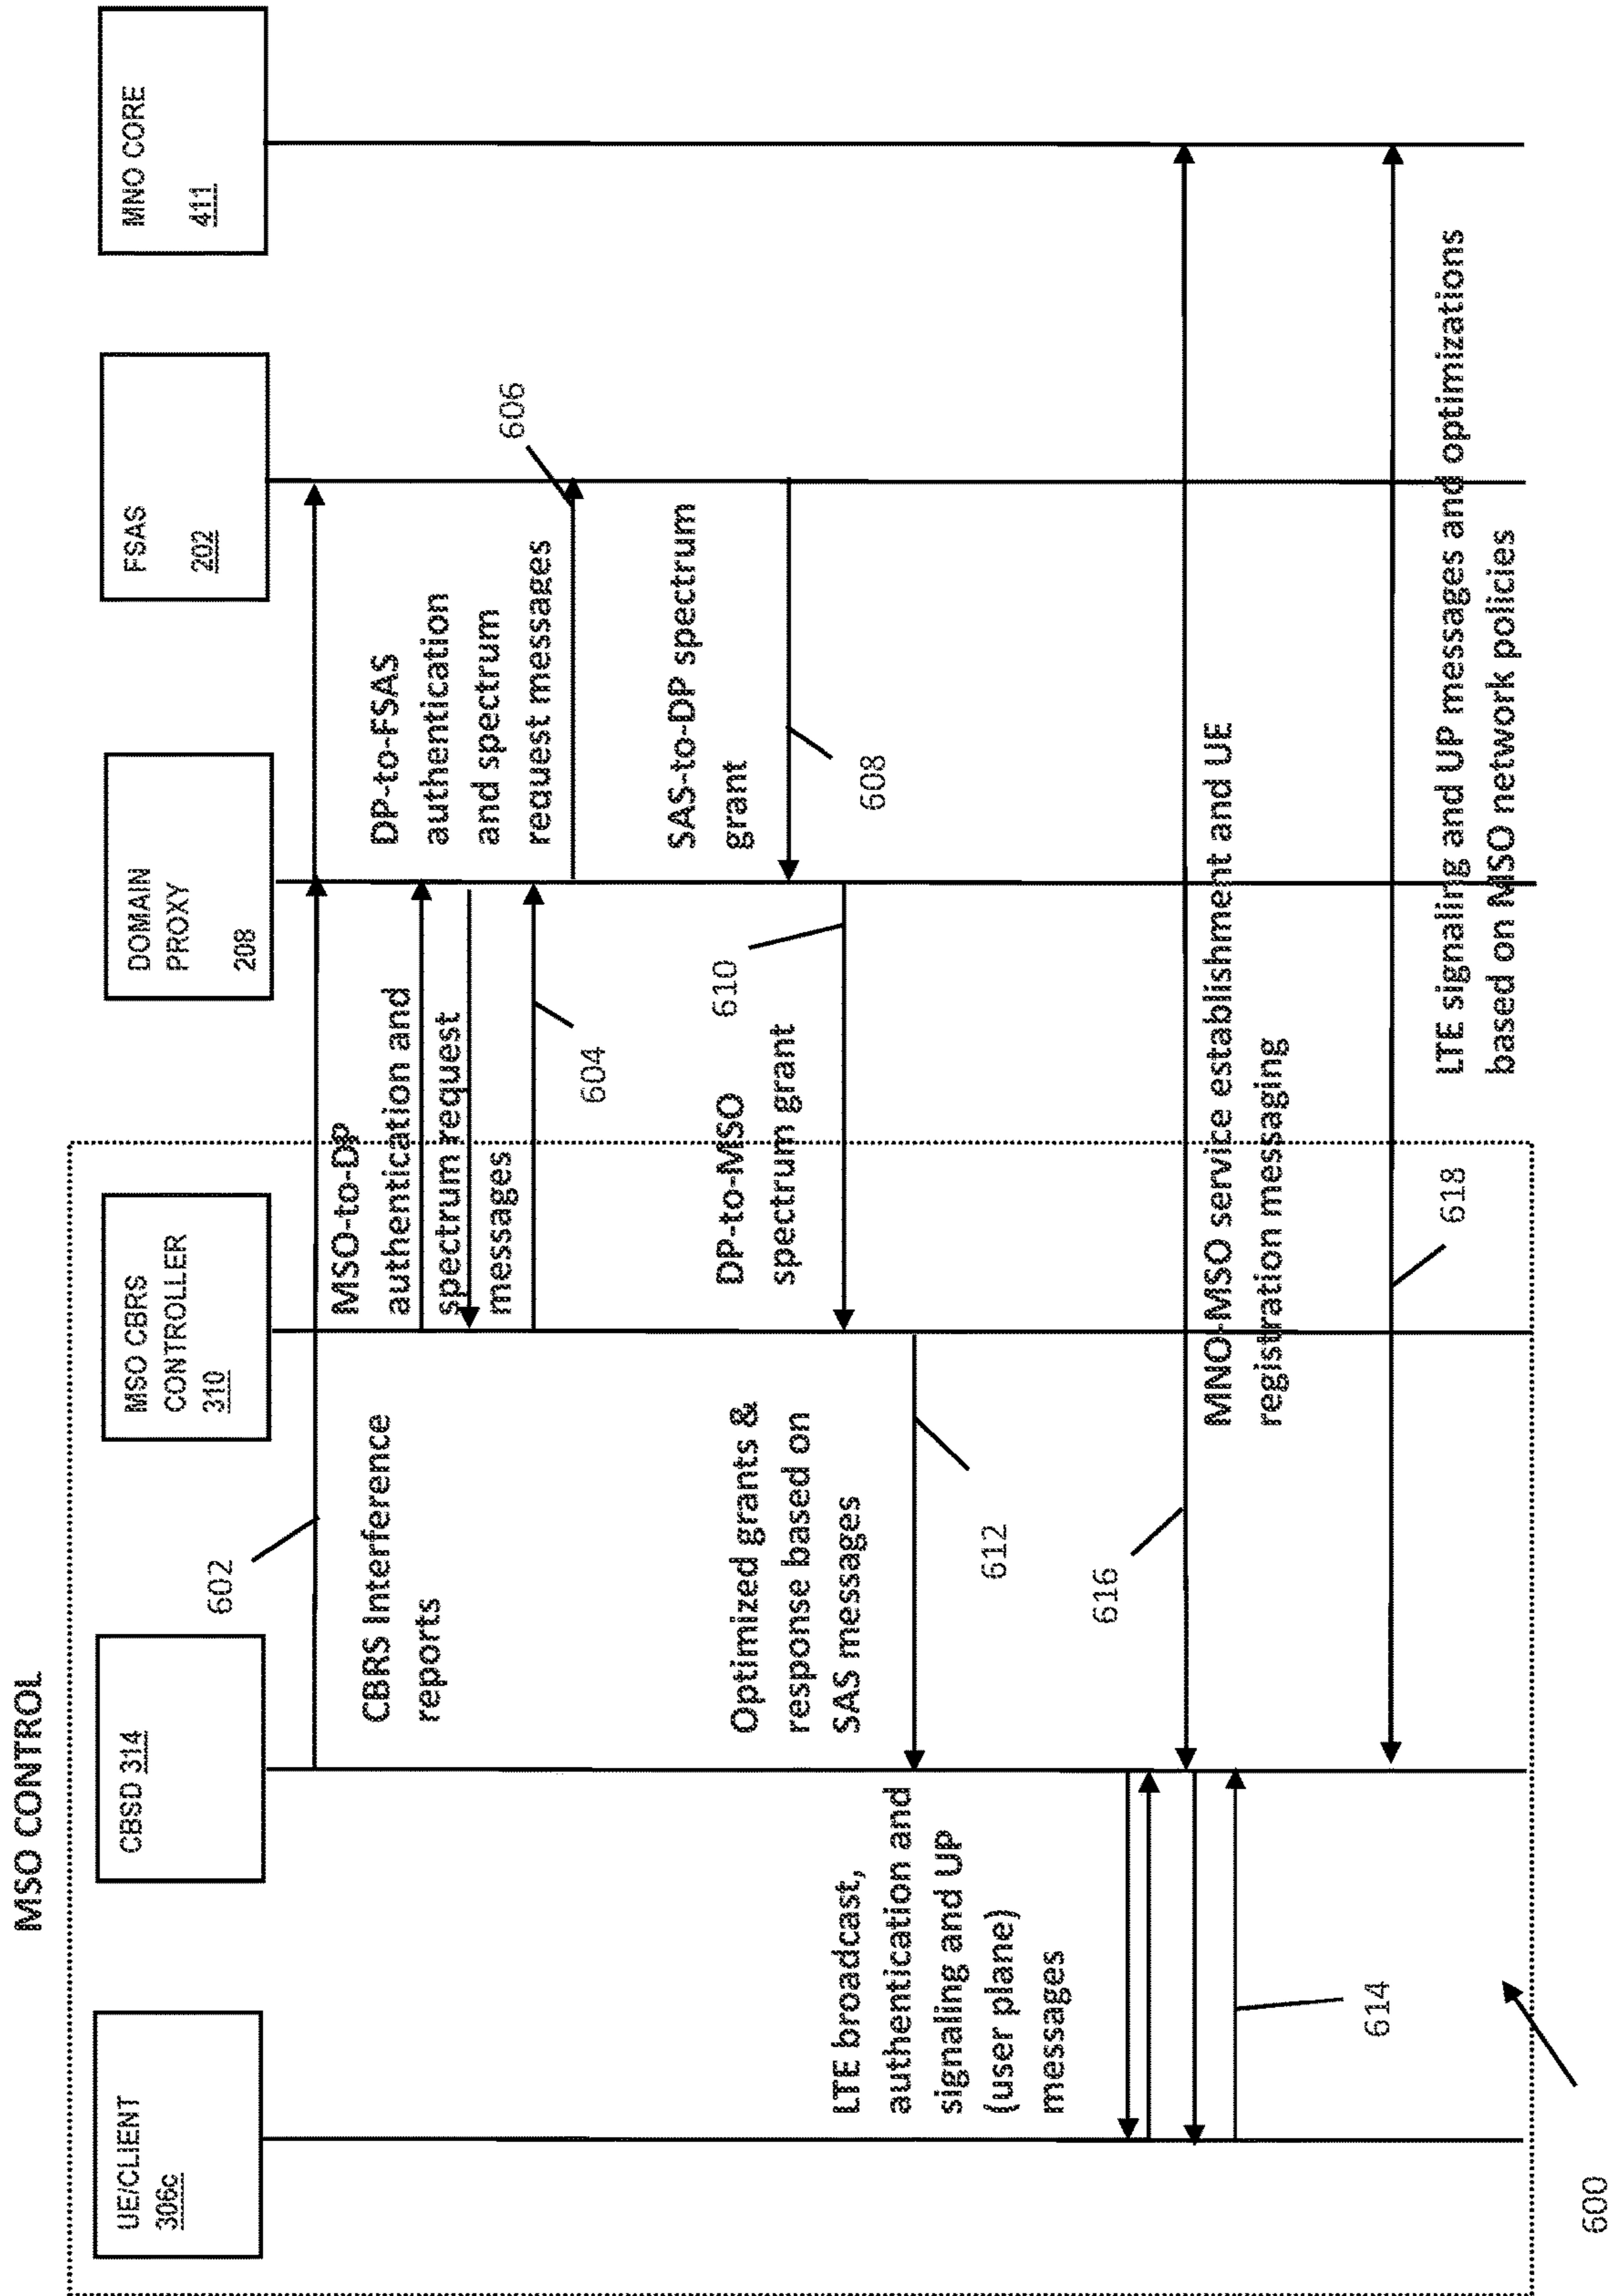 MSO CONTROL
UE/CLIENT
306c
CBSD 314
MSO CBRS
CONTROLLER
310
DOMAIN
PROXY
208
FSAS
202
MNO CORE
411
602
CBRS Interference
reports
MSO-to-DP
authentication and
spectrum request
messages
604
DP-to-FSAS
authentication
and spectrum
request messages
606
SAS-to-DP spectrum
grant
608
DP-to-MSO
spectrum grant
610
Optimized grants &
response based on
SAS messages
612
LTE broadcast,
authentication and
signaling and UP
(user plane)
messages
614
616
MNO-MSO service establishment and UE
registration messaging
618
LTE signaling and UP messages and optimizations
based on MSO network policies
600